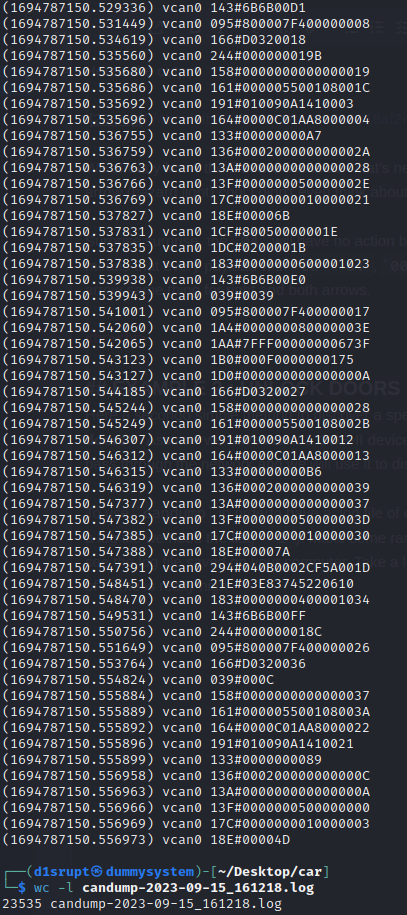 (1694787150.529336) vcan0 143#6B6B00D1
(1694787150.531449) vcan0 095#800007F400000008
(1694787150.534619) vcan0 166#D0320018
(1694787150.535560) vcan0 244#000000019B
(1694787150.535680) vcan0 158#0000000000000019
(1694787150.535686) vcan0 161#000005500108001C
(1694787150.535692) vcan0 191#010090A1410003
(1694787150.535696) vcan0 164#0000C01AA8000004
(1694787150.536755) vcan0 133#00000000A7
(1694787150.536759) vcan0 136#000200000000002A
(1694787150.536763) vcan0 13A#0000000000000028
(1694787150.536766) vcan0 13F#000000050000002E
(1694787150.536769) vcan0 17C#0000000010000021
(1694787150.537827) vcan0 18E#00006B
(1694787150.537831) vcan0 1CF#80050000001E
(1694787150.537835) vcan0 1DC#0200001B
(1694787150.537838) vcan0 183#0000000600001023
(1694787150.539938) vcan0 143#6B6B00E0
(1694787150.539943) vcan0 039#0039
(1694787150.541001) vcan0 095#800007F400000017
(1694787150.542060) vcan0 1A4#000000080000003E
(1694787150.542065) vcan0 1AA#7FFF00000000673F
(1694787150.543123) vcan0 1B0#000F0000000175
(1694787150.543127) vcan0 1D0#000000000000000A
(1694787150.544185) vcan0 166#D0320027
(1694787150.545244) vcan0 158#0000000000000028
(1694787150.545249) vcan0 161#000005500108002B
(1694787150.546307) vcan0 191#010090A1410012
(1694787150.546312) vcan0 164#0000C01AA8000013
(1694787150.546315) vcan0 133#00000000B6
(1694787150.546319) vcan0 136#0002000000000039
(1694787150.547377) vcan0 13A#0000000000000037
(1694787150.547382) vcan0 13F#000000050000003D
(1694787150.547385) vcan0 17C#0000000010000030
(1694787150.547388) vcan0 18E#00007A
(1694787150.547391) vcan0 294#040B0002CF5A001D
(1694787150.548451) vcan0 21E#03E83745220610
(1694787150.548470) vcan0 183#0000000400001034
(1694787150.549531) vcan0 143#6B6B00FF
(1694787150.550756) vcan0 244#000000018C
(1694787150.551649) vcan0 095#800007F400000026
(1694787150.553764) vcan0 166#D0320036
(1694787150.554824) vcan0 039#000C
(1694787150.555884) vcan0 158#0000000000000037
(1694787150.555889) vcan0 161#000005500108003A
(1694787150.555892) vcan0 164#0000C01AA8000022
(1694787150.555896) vcan0 191#010090A1410021
(1694787150.555899) vcan0 133#0000000089
(1694787150.556958) vcan0 136#000200000000000C
(1694787150.556963) vcan0 13A#000000000000000A
(1694787150.556966) vcan0 13F#0000000500000000
(1694787150.556969) vcan0 17C#0000000010000003
(1694787150.556973) vcan0 18E#00004D
┌──(d1srupt㉿dummysystem)-[~/Desktop/car]
└─$ wc -l candump-2023-09-15_161218.log
23535 candump-2023-09-15_161218.log